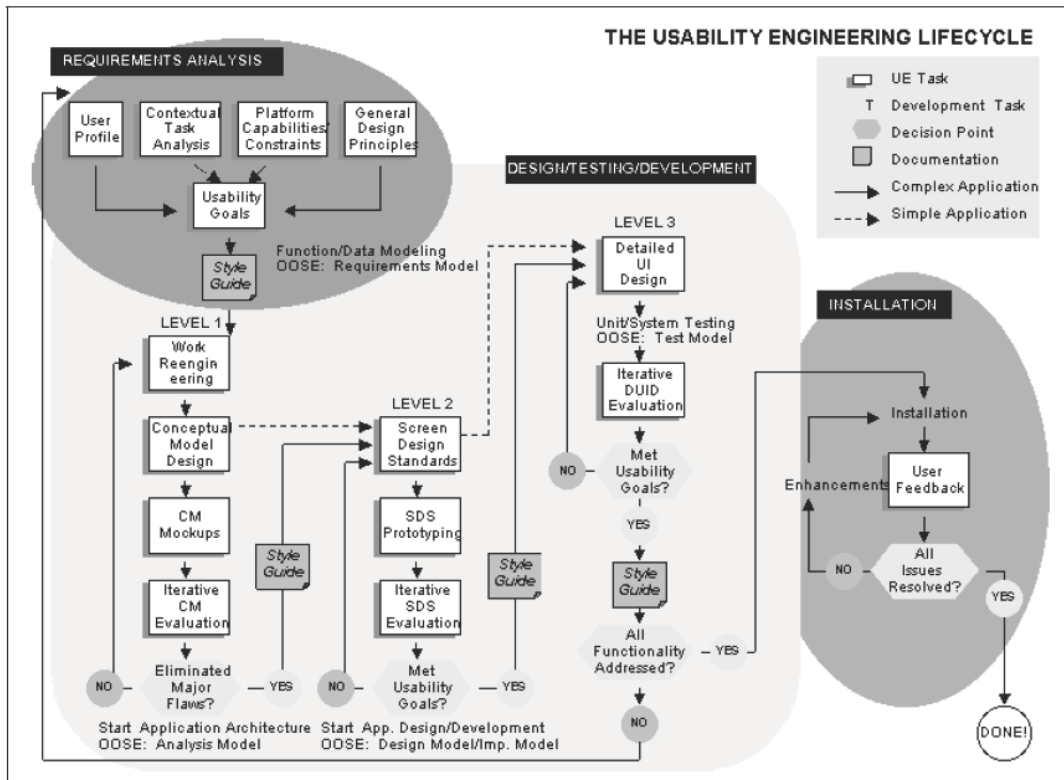 THE USABILITY ENGINEERING LIFECYCLE
REQUIREMENTS ANALYSIS
User
Profile
Contextual
Task
Analysis
Platform
Capabilities/
Constraints
General
Design
Principles
Usability
Goals
Style
Guide
Function/Data Modeling
OOSE: Requirements Model
UE Task
T Development Task
Decision Point
Documentation
Complex Application
Simple Application
DESIGN/TESTING/DEVELOPMENT
LEVEL 1
Work
Reengin
eering
Conceptual
Model
Design
CM
Mockups
Iterative
CM
Evaluation
Eliminated
Major
Flaws?
NO
YES
Style
Guide
Start Application Architecture
OOSE: Analysis Model
LEVEL 2
Screen
Design
Standards
SDS
Prototyping
Iterative
SDS
Evaluation
Met
Usability
Goals?
NO
YES
Style
Guide
Start App. Design/Development
OOSE: Design Model/Imp. Model
LEVEL 3
Detailed
UI
Design
Unit/System Testing
OOSE: Test Model
Iterative
DUID
Evaluation
Met
Usability
Goals?
NO
YES
Style
Guide
All
Functionality
Addressed?
YES
NO
INSTALLATION
Installation
User
Feedback
Enhancements
All
Issues
Resolved?
NO
YES
DONE!